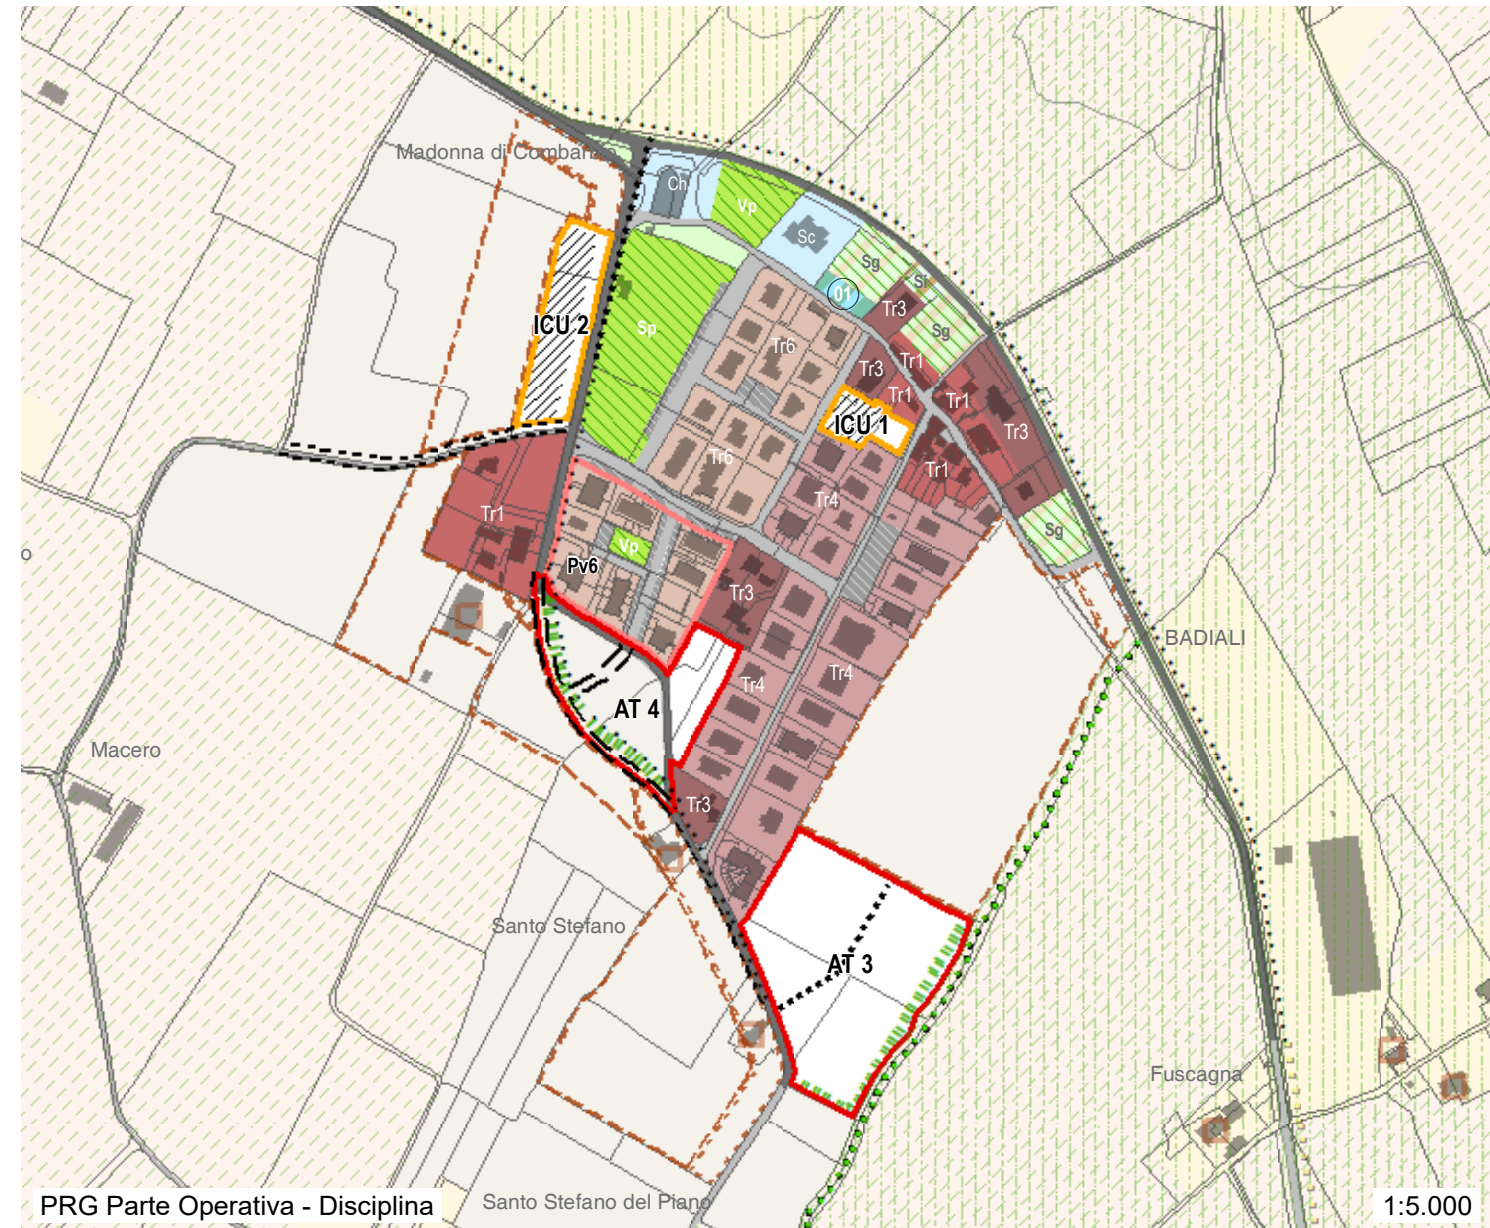 Madonna di Combarbio
Ch
Vp
Sc
Sg
Sf
01
Tr3
Sg
ICU 2
Sp
Tr6
Tr3
Tr1
Tr1
Tr1
ICU 1
Tr3
Tr6
Tr1
Tr4
Tr1
Sg
Vp
Pv6
Tr3
BADIALI
Tr4
Tr4
AT 4
Macero
Tr3
Santo Stefano
AT 3
Fuscagna
Santo Stefano del Piano
PRG Parte Operativa - Disciplina
1:5.000